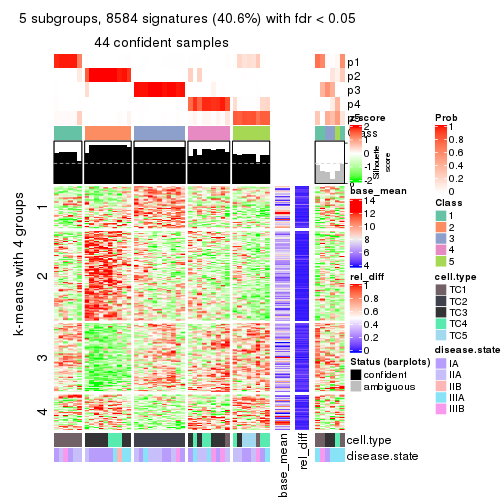 5 subgroups, 8584 signatures (40.6%) with fdr < 0.05
44 confident samples
p1
p2
p3
p4
p5
Class
Silhouette
score
k-means with 4 groups
1
2
3
4
cell.type
disease.state
base_mean
rel_diff
z-score
2
1
0
-1
-2
base_mean
14
12
10
8
6
4
rel_diff
1
0.8
0.6
0.4
0.2
0
Status (barplots)
confident
ambiguous
Prob
1
0.8
0.6
0.4
0.2
0
Class
1
2
3
4
5
cell.type
TC1
TC2
TC3
TC4
TC5
disease.state
IA
IIA
IIB
IIIA
IIIB